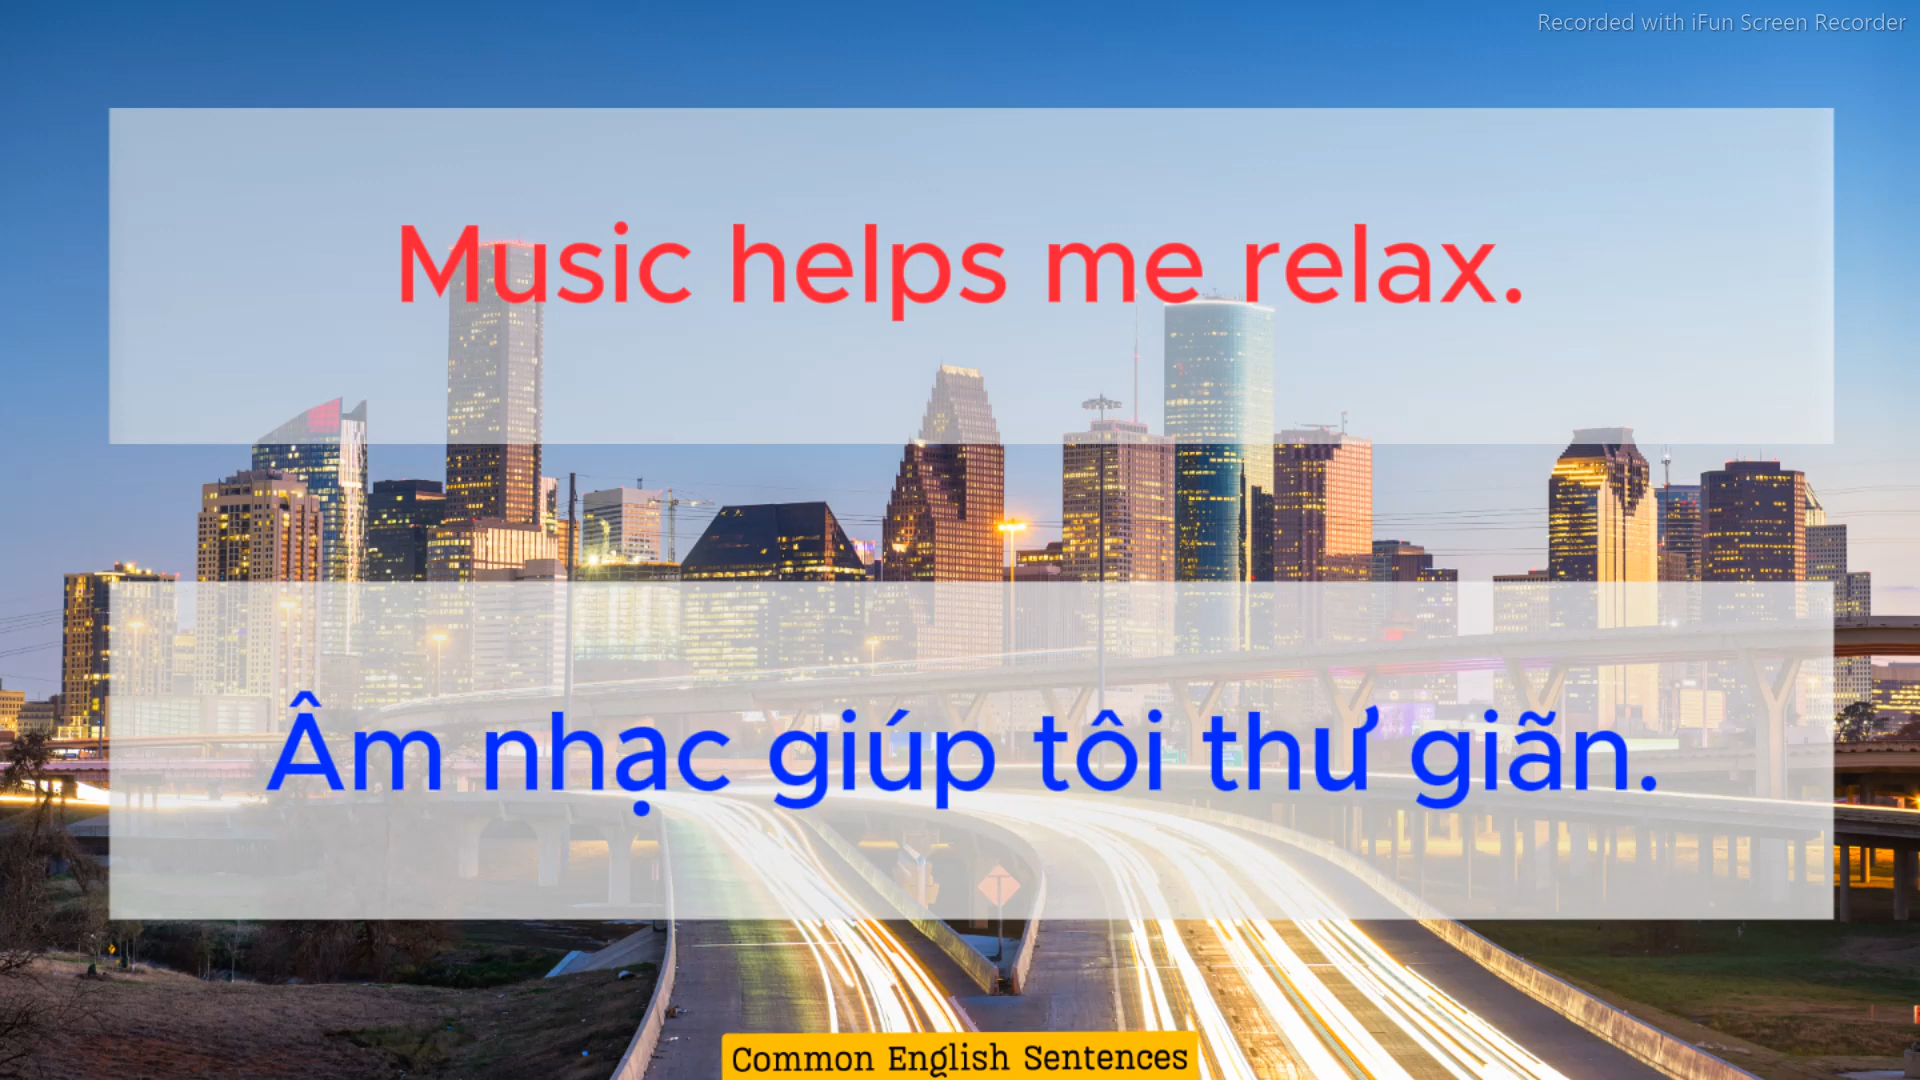 Recorded with iFun Screen Recorder
Music helps me relax.
Âm nhạc giúp tôi thư giãn.
Common English Sentences